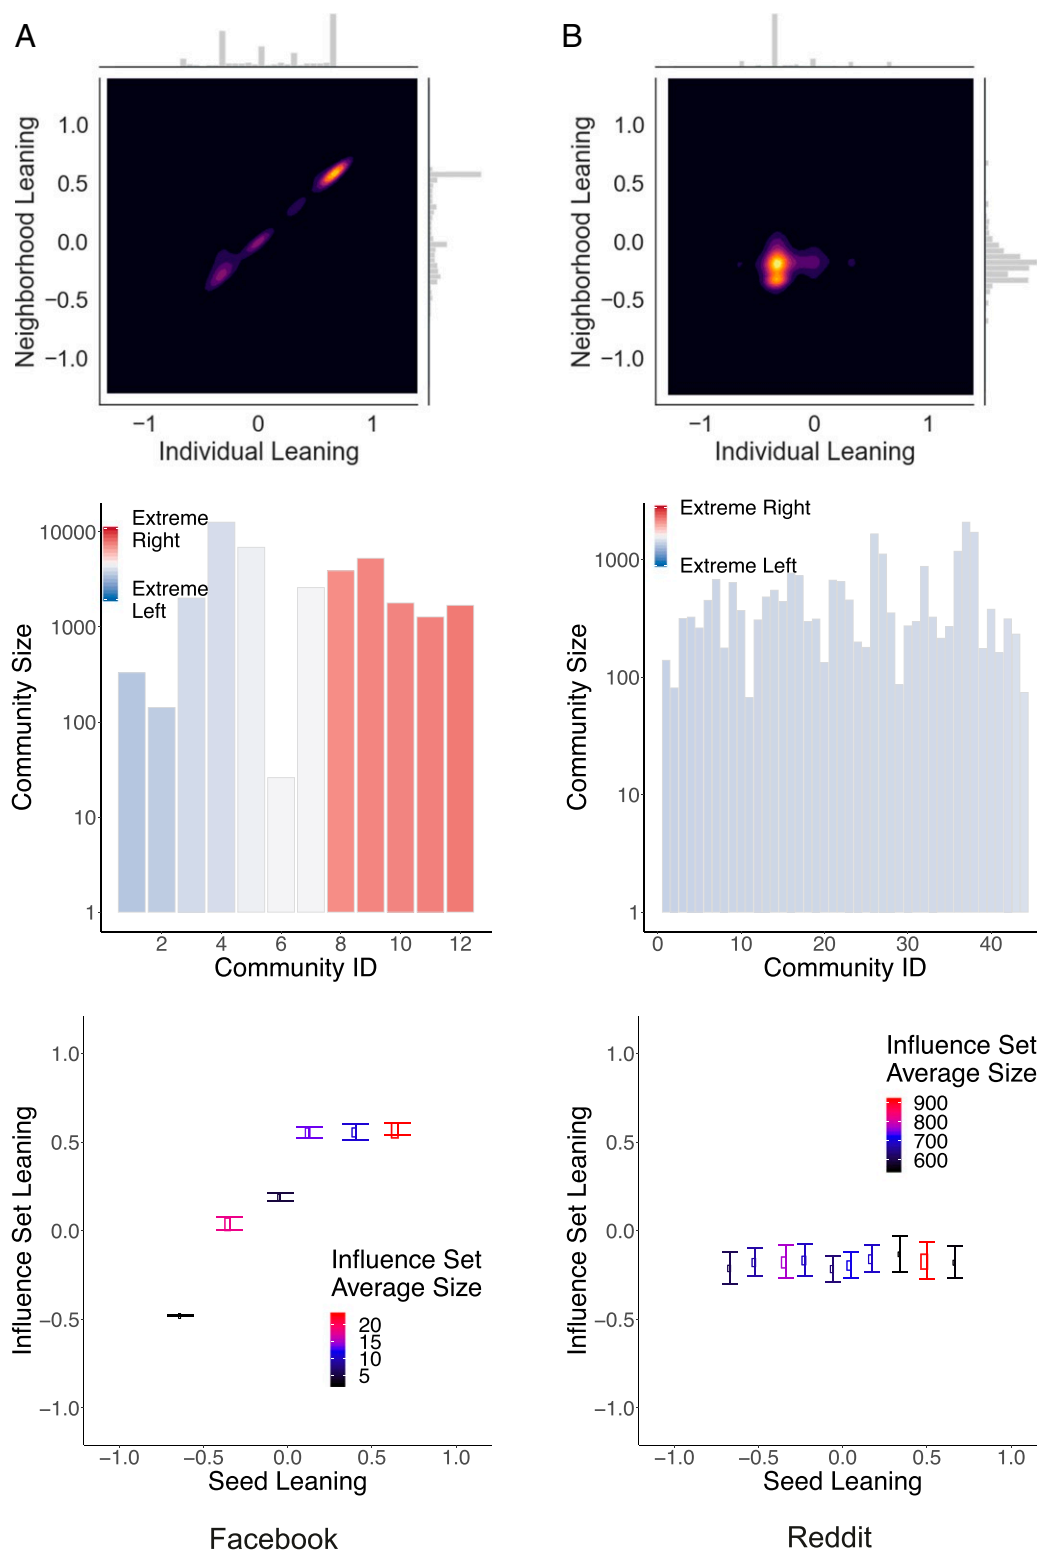 A
Neighborhood Leaning
1.0
0.5
0.0
−0.5
−1.0
−1 0 1
Individual Leaning
B
Neighborhood Leaning
1.0
0.5
0.0
−0.5
−1.0
−1 0 1
Individual Leaning
Community Size
10000
1000
100
10
1
Extreme
Right
Extreme
Left
2 4 6 8 10 12
Community ID
Community Size
1000
100
10
1
Extreme Right
Extreme Left
0 10 20 30 40
Community ID
Influence Set Leaning
1.0
0.5
0.0
−0.5
−1.0
Influence Set
Average Size
20
15
10
5
−1.0 −0.5 0.0 0.5 1.0
Seed Leaning
Facebook
Influence Set Leaning
1.0
0.5
0.0
−0.5
−1.0
Influence Set
Average Size
900
800
700
600
−1.0 −0.5 0.0 0.5 1.0
Seed Leaning
Reddit